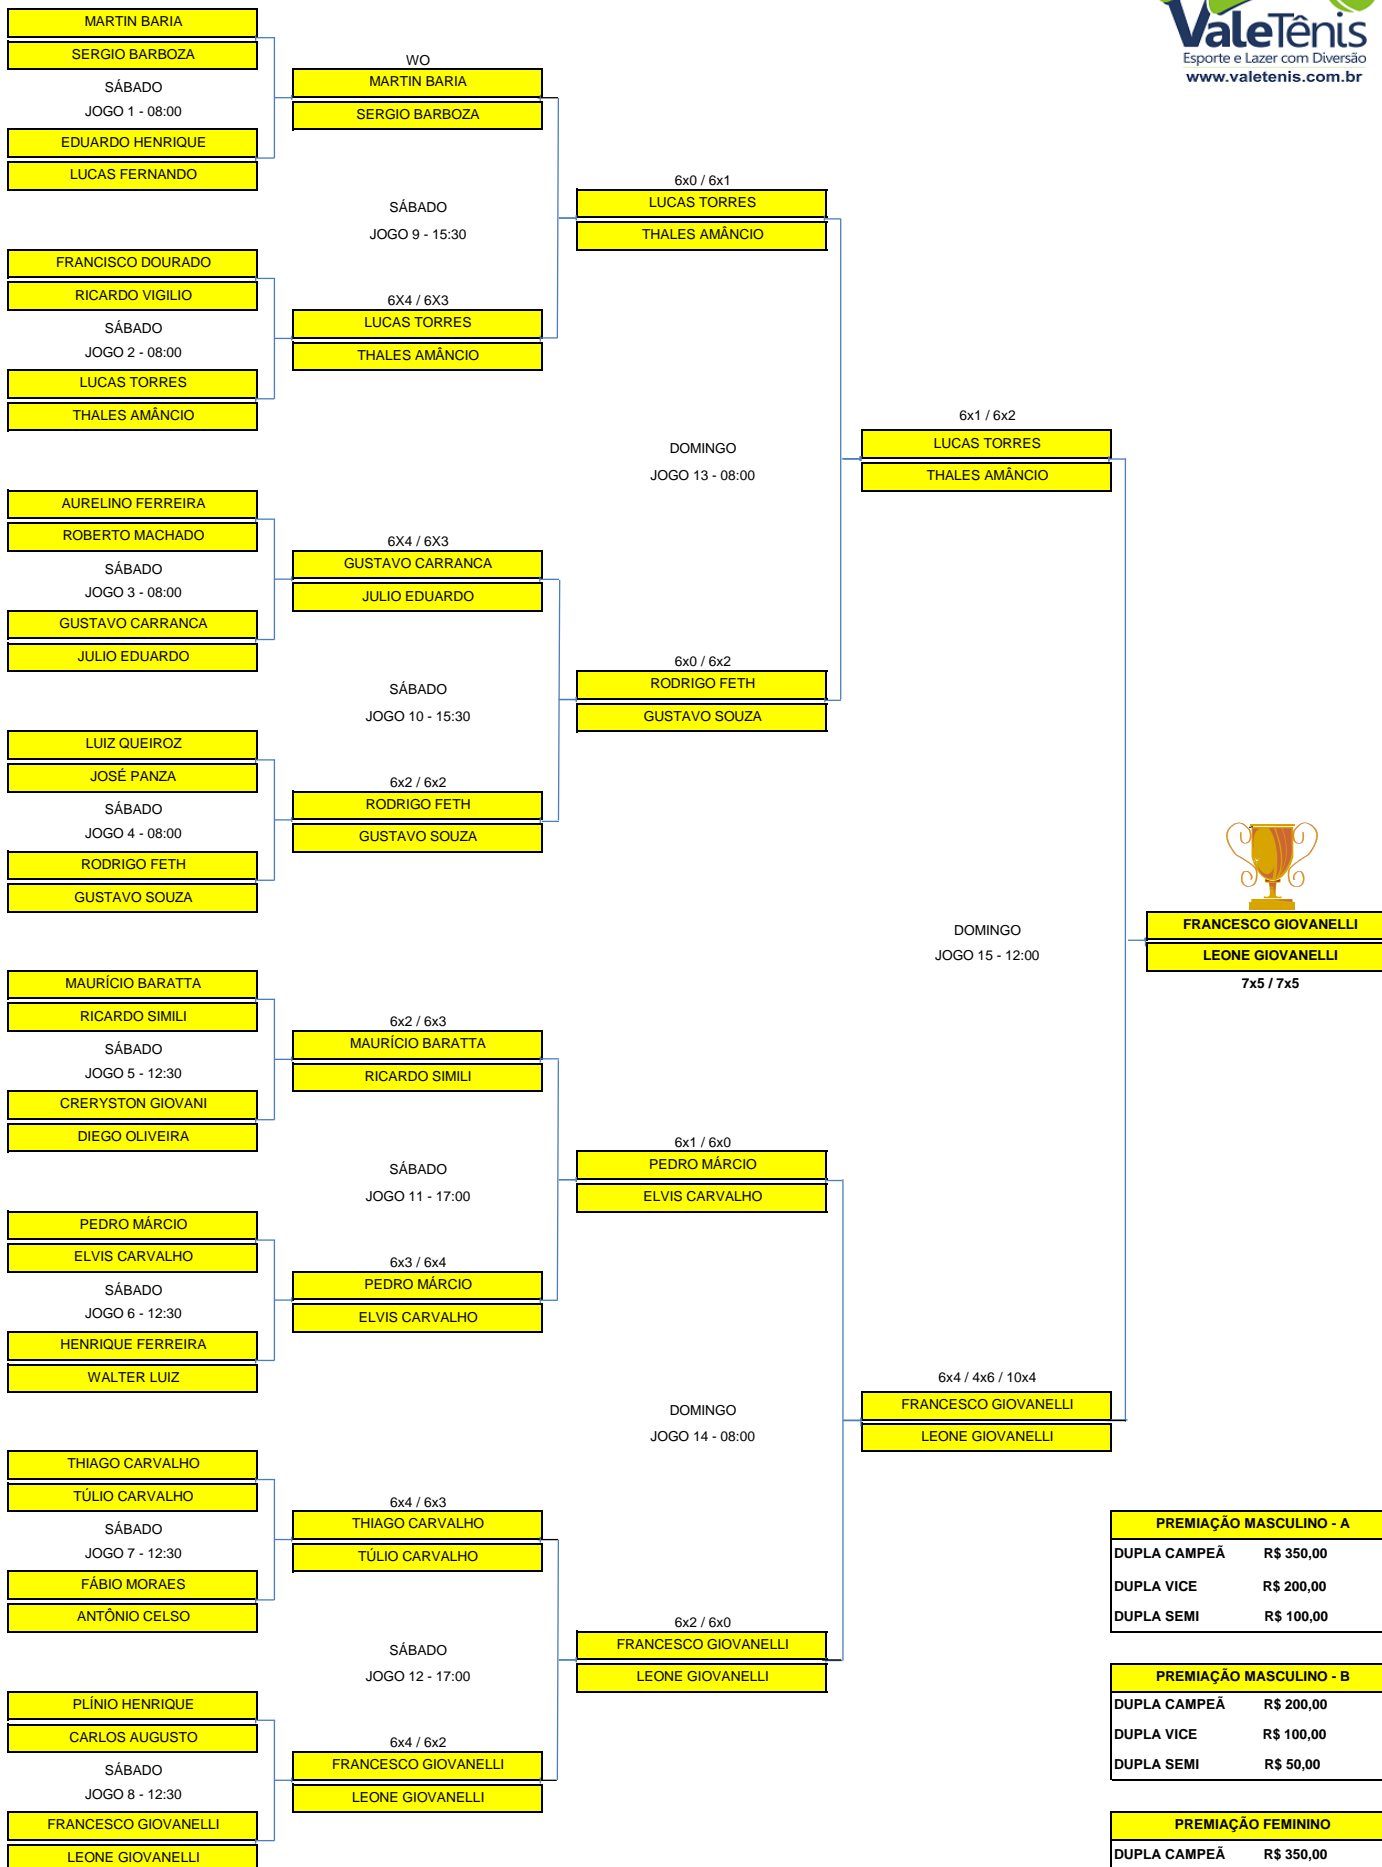 ValeTênis
Esporte e Lazer com Diversão
www.valetenis.com.br
MARTIN BARIA
SERGIO BARBOZA
SÁBADO
JOGO 1 - 08:00
EDUARDO HENRIQUE
LUCAS FERNANDO
FRANCISCO DOURADO
RICARDO VIGILIO
SÁBADO
JOGO 2 - 08:00
LUCAS TORRES
THALES AMÂNCIO
AURELINO FERREIRA
ROBERTO MACHADO
SÁBADO
JOGO 3 - 08:00
GUSTAVO CARRANCA
JULIO EDUARDO
LUIZ QUEIROZ
JOSÉ PANZA
SÁBADO
JOGO 4 - 08:00
RODRIGO FETH
GUSTAVO SOUZA
MAURÍCIO BARATTA
RICARDO SIMILI
SÁBADO
JOGO 5 - 12:30
CRERYSTON GIOVANI
DIEGO OLIVEIRA
PEDRO MÁRCIO
ELVIS CARVALHO
SÁBADO
JOGO 6 - 12:30
HENRIQUE FERREIRA
WALTER LUIZ
THIAGO CARVALHO
TÚLIO CARVALHO
SÁBADO
JOGO 7 - 12:30
FÁBIO MORAES
ANTÔNIO CELSO
PLÍNIO HENRIQUE
CARLOS AUGUSTO
SÁBADO
JOGO 8 - 12:30
FRANCESCO GIOVANELLI
LEONE GIOVANELLI
WO
MARTIN BARIA
SERGIO BARBOZA
SÁBADO
JOGO 9 - 15:30
6X4 / 6X3
LUCAS TORRES
THALES AMÂNCIO
6X4 / 6X3
GUSTAVO CARRANCA
JULIO EDUARDO
SÁBADO
JOGO 10 - 15:30
6x2 / 6x2
RODRIGO FETH
GUSTAVO SOUZA
6x2 / 6x3
MAURÍCIO BARATTA
RICARDO SIMILI
SÁBADO
JOGO 11 - 17:00
6x3 / 6x4
PEDRO MÁRCIO
ELVIS CARVALHO
6x4 / 6x3
THIAGO CARVALHO
TÚLIO CARVALHO
SÁBADO
JOGO 12 - 17:00
6x4 / 6x2
FRANCESCO GIOVANELLI
LEONE GIOVANELLI
6x0 / 6x1
LUCAS TORRES
THALES AMÂNCIO
DOMINGO
JOGO 13 - 08:00
6x0 / 6x2
RODRIGO FETH
GUSTAVO SOUZA
6x1 / 6x0
PEDRO MÁRCIO
ELVIS CARVALHO
DOMINGO
JOGO 14 - 08:00
6x2 / 6x0
FRANCESCO GIOVANELLI
LEONE GIOVANELLI
6x1 / 6x2
LUCAS TORRES
THALES AMÂNCIO
DOMINGO
JOGO 15 - 12:00
6x4 / 4x6 / 10x4
FRANCESCO GIOVANELLI
LEONE GIOVANELLI
FRANCESCO GIOVANELLI
LEONE GIOVANELLI
7x5 / 7x5
PREMIAÇÃO MASCULINO - A
DUPLA CAMPEÃ R$ 350,00
DUPLA VICE R$ 200,00
DUPLA SEMI R$ 100,00
PREMIAÇÃO MASCULINO - B
DUPLA CAMPEÃ R$ 200,00
DUPLA VICE R$ 100,00
DUPLA SEMI R$ 50,00
PREMIAÇÃO FEMININO
DUPLA CAMPEÃ R$ 350,00